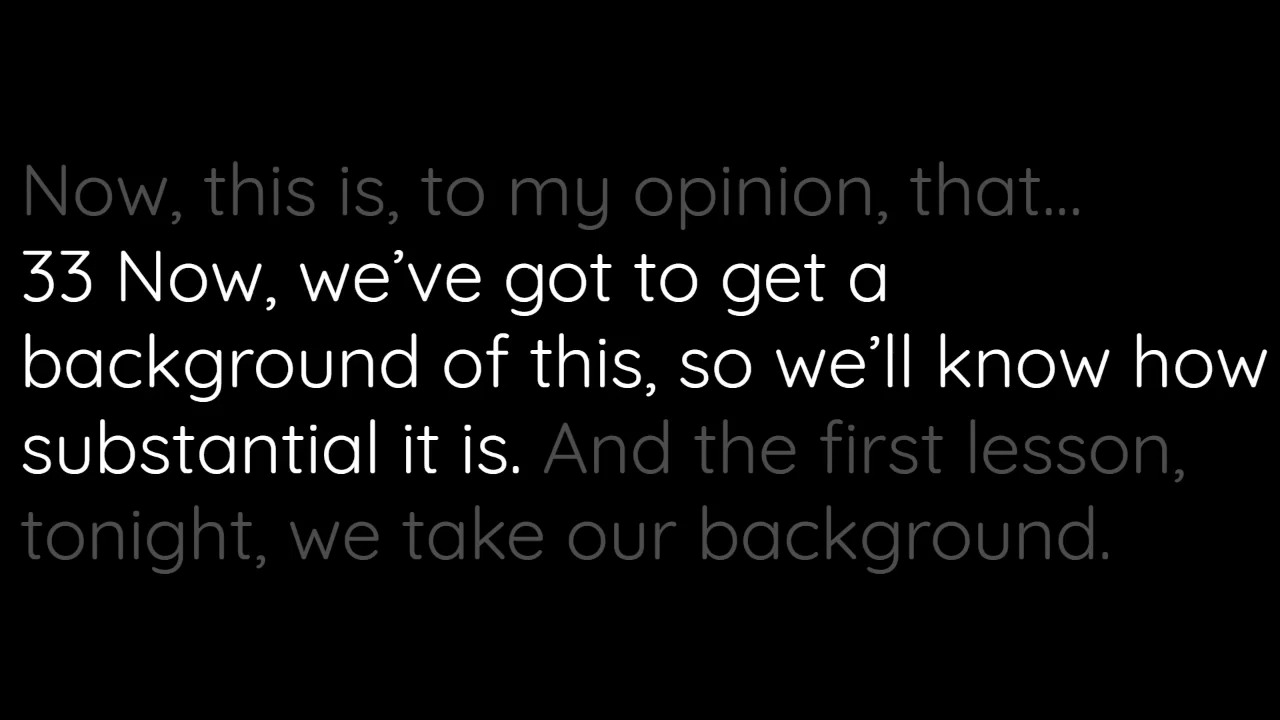 Now, this is, to my opinion, that...
33 Now, we’ve got to get a
background of this, so we’ll know how
substantial it is. And the first lesson,
tonight, we take our background.